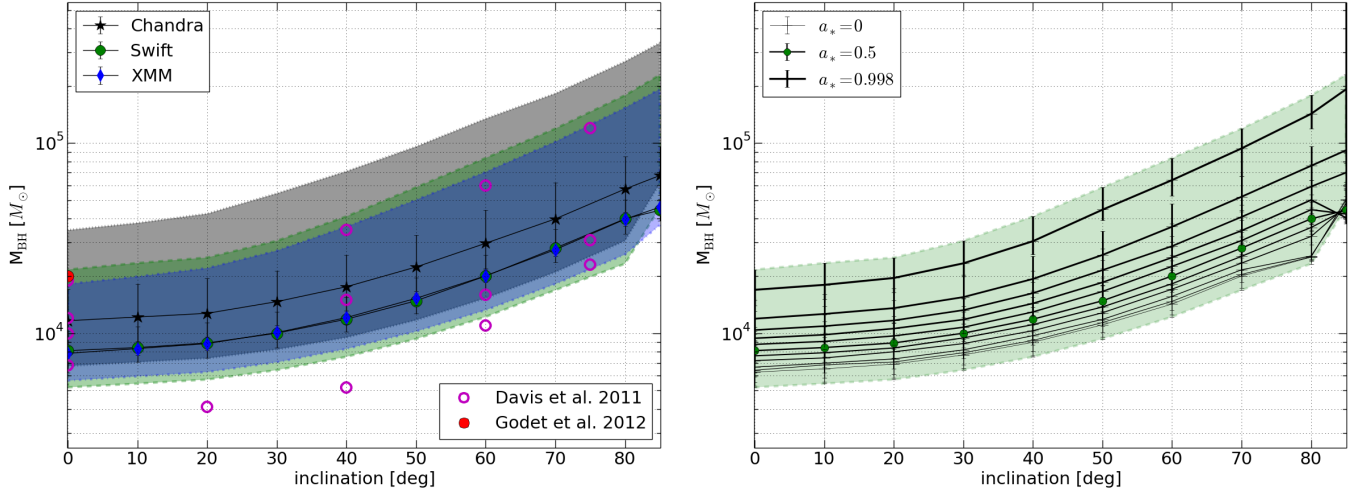 Chandra
Swift
XMM
10^5
10^4
M_BH [M_⊙]
Davis et al. 2011
Godet et al. 2012
0 10 20 30 40 50 60 70 80
inclination [deg]
a_* = 0
a_* = 0.5
a_* = 0.998
10^5
10^4
M_BH [M_⊙]
0 10 20 30 40 50 60 70 80
inclination [deg]